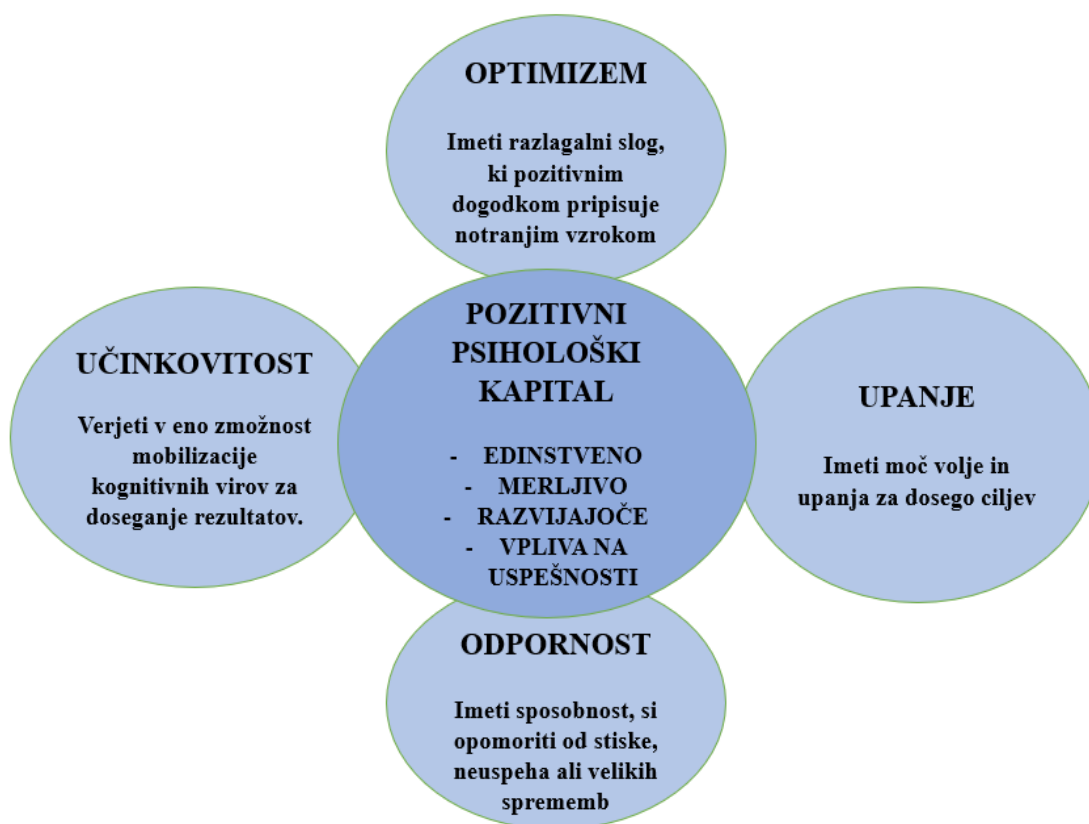 OPTIMIZEM
Imeti razlagalni slog,
ki pozitivnim
dogodkom pripisuje
notranjim vzrokom
UČINKOVITOST
Verjeti v eno zmožnost
mobilizacije
kognitivnih virov za
doseganje rezultatov.
POZITIVNI
PSIHOLOŠKI
KAPITAL
- EDINSTVENO
- MERLJIVO
- RAZVIJAJOČE
- VPLIVA NA
USPEŠNOSTI
UPANJE
Imeti moč volje in
upanja za dosego ciljev
ODPORNOST
Imeti sposobnost, si
opomoriti od stiske,
neuspeha ali velikih
sprememb